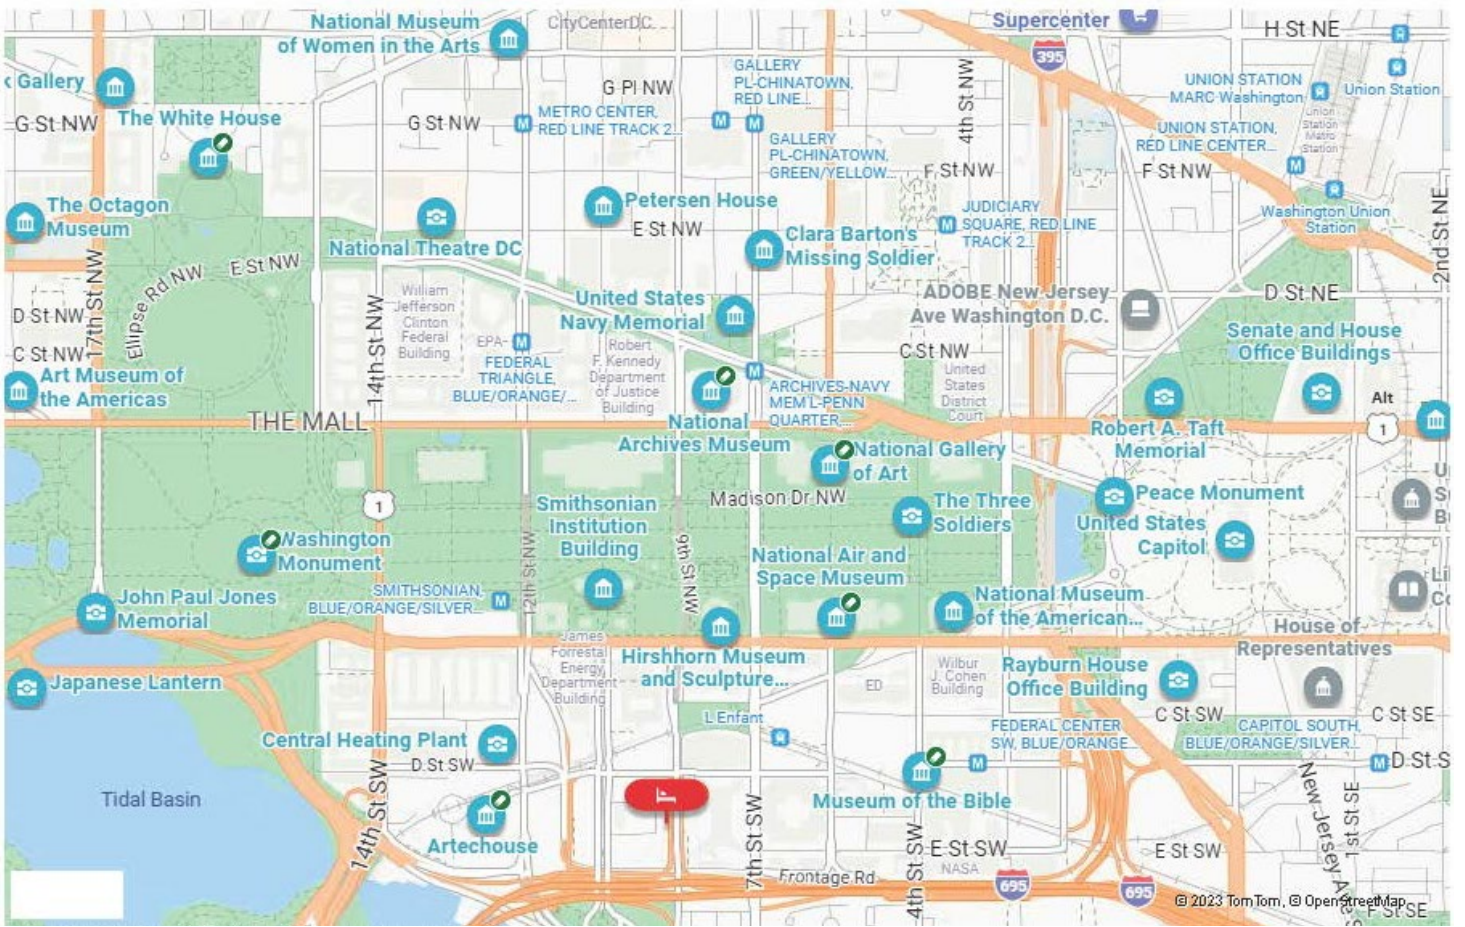 National Museum
of Women in the Arts
CityCenterDC
Supercenter
H St NE
395
k Gallery
The White House
G St NW
G St NW
G Pl NW
METRO CENTER,
RED LINE TRACK 2...
GALLERY
PL-CHINATOWN,
RED LINE...
GALLERY
PL-CHINATOWN,
GREEN/YELLOW...
4th St NW
UNION STATION
MARC Washington
Union Station
Union
Station
Metro
Station
UNION STATION,
RED LINE CENTER...
F St NW
F St NW
The Octagon
Museum
National Theatre DC
Petersen House
E St NW
Clara Barton's
Missing Soldier
JUDICIARY
SQUARE, RED LINE
TRACK 2...
Washington Union
Station
2nd St NE
17th St NW
Ellipse Rd NW
E St NW
14th St NW
William
Jefferson
Clinton
Federal
Building
United States
Navy Memorial
ADOBE New Jersey
Ave Washington D.C.
D St NE
D St NW
C St NW
Art Museum of
the Americas
EPA
FEDERAL
TRIANGLE,
BLUE/ORANGE/...
Robert
F. Kennedy
Department
of Justice
Building
C St NW
United
States
District
Court
Senate and House
Office Buildings
ARCHIVES-NAVY
MEM'L-PENN
QUARTER,...
Alt
1
THE MALL
National
Archives Museum
Robert A. Taft
Memorial
National Gallery
of Art
1
Smithsonian
Institution
Building
Madison Dr NW
The Three
Soldiers
Peace Monument
United States
Capitol
U
S
B
Washington
Monument
12th St NW
9th St NW
National Air and
Space Museum
John Paul Jones
Memorial
SMITHSONIAN,
BLUE/ORANGE/SILVER...
National Museum
of the American...
Li
Co
House of
Representatives
James
Forrestal
Energy
Department
Building
Hirshhorn Museum
and Sculpture...
ED
Wilbur
J. Cohen
Building
Rayburn House
Office Building
Japanese Lantern
L'Enfant
C St SW
C St SE
FEDERAL CENTER
SW, BLUE/ORANGE...
CAPITOL SOUTH,
BLUE/ORANGE/SILVER...
Central Heating Plant
D St SW
D St S
Tidal Basin
14th St SW
Museum of the Bible
Artechouse
7th St SW
4th St SW
E St SW
NASA
E St SW
New Jersey Ave S
1st St SE
Frontage Rd
695
695
© 2023 TomTom, © OpenStreetMap
F St SE